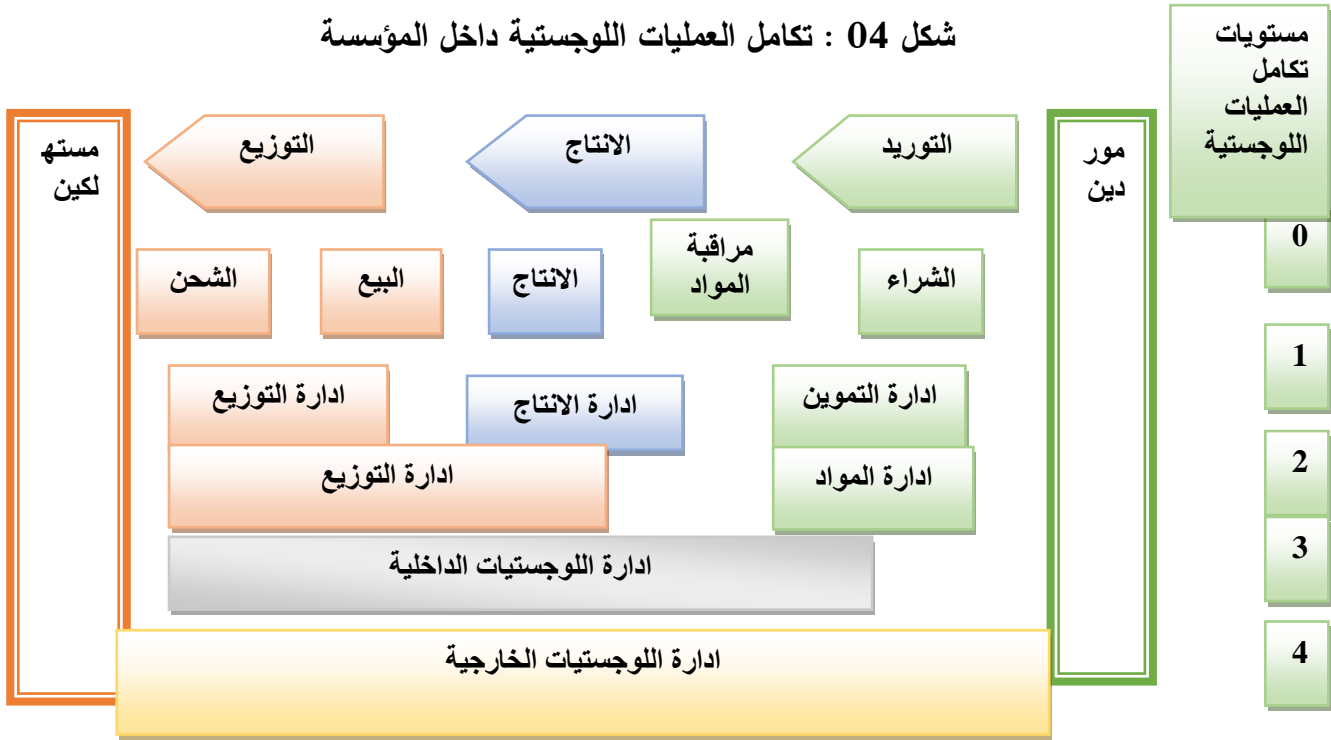 شكل 04 : تكامل العمليات اللوجستية داخل المؤسسة
مستويات
تكامل
العمليات
اللوجستية
مور
دين
التوريد
الانتاج
التوزيع
مسته
لكين
0
الشراء
مراقبة
المواد
الانتاج
البيع
الشحن
1
ادارة التموين
ادارة الانتاج
ادارة التوزيع
2
ادارة المواد
ادارة التوزيع
3
ادارة اللوجستيات الداخلية
4
ادارة اللوجستيات الخارجية